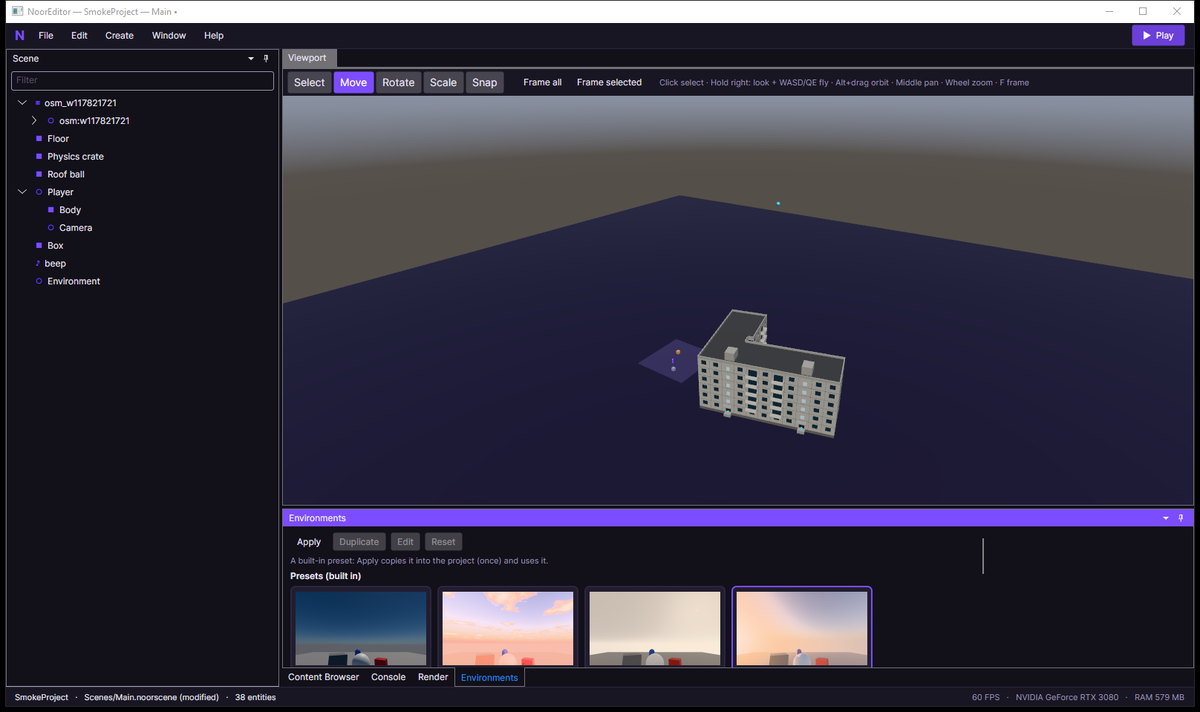 NoorEditor — SmokeProject — Main •
N File Edit Create Window Help
Play
Scene
Filter
osm_w117821721
osm:w117821721
Floor
Physics crate
Roof ball
Player
Body
Camera
Box
beep
Environment
Viewport
Select Move Rotate Scale Snap Frame all Frame selected Click select · Hold right: look + WASD/QE fly · Alt+drag orbit · Middle pan · Wheel zoom · F frame
Environments
Apply Duplicate Edit Reset
A built-in preset: Apply copies it into the project (once) and uses it.
Presets (built in)
Content Browser Console Render Environments
SmokeProject · Scenes/Main.noorscene (modified) · 38 entities
60 FPS · NVIDIA GeForce RTX 3080 · RAM 579 MB